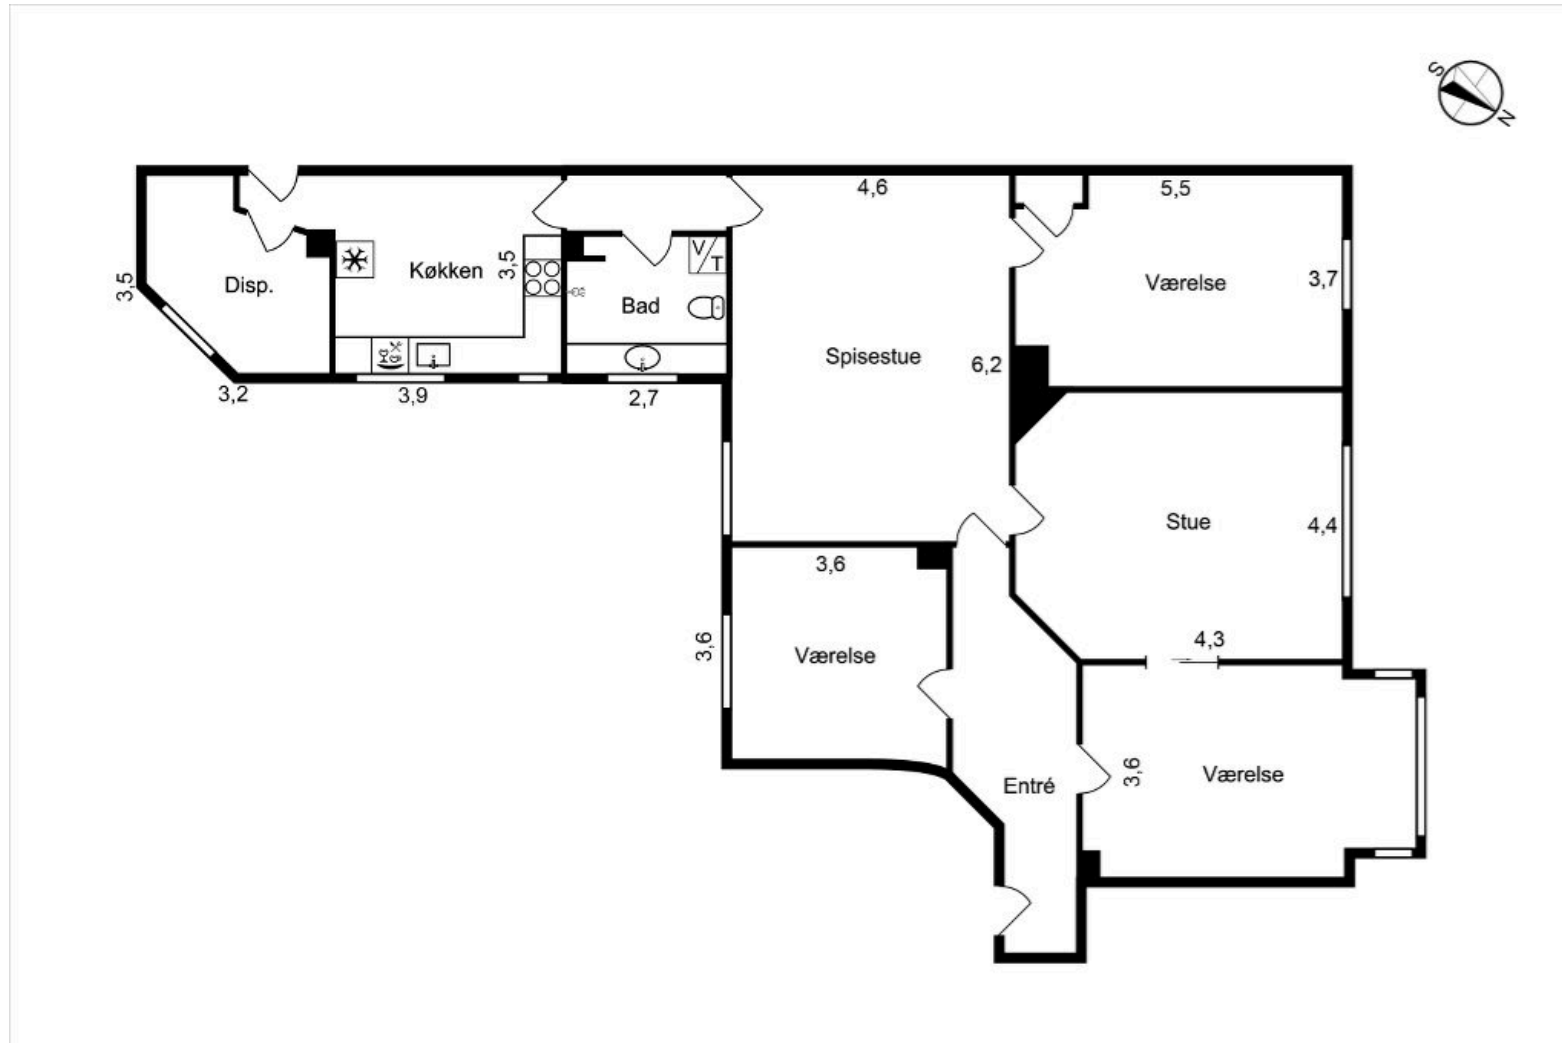 S
N
4,6
5,5
3,5
Disp.
Køkken
3,5
V/T
Bad
Værelse
3,7
Spisestue
6,2
3,2
3,9
2,7
Stue
4,4
3,6
3,6
Værelse
4,3
Entré
3,6
Værelse